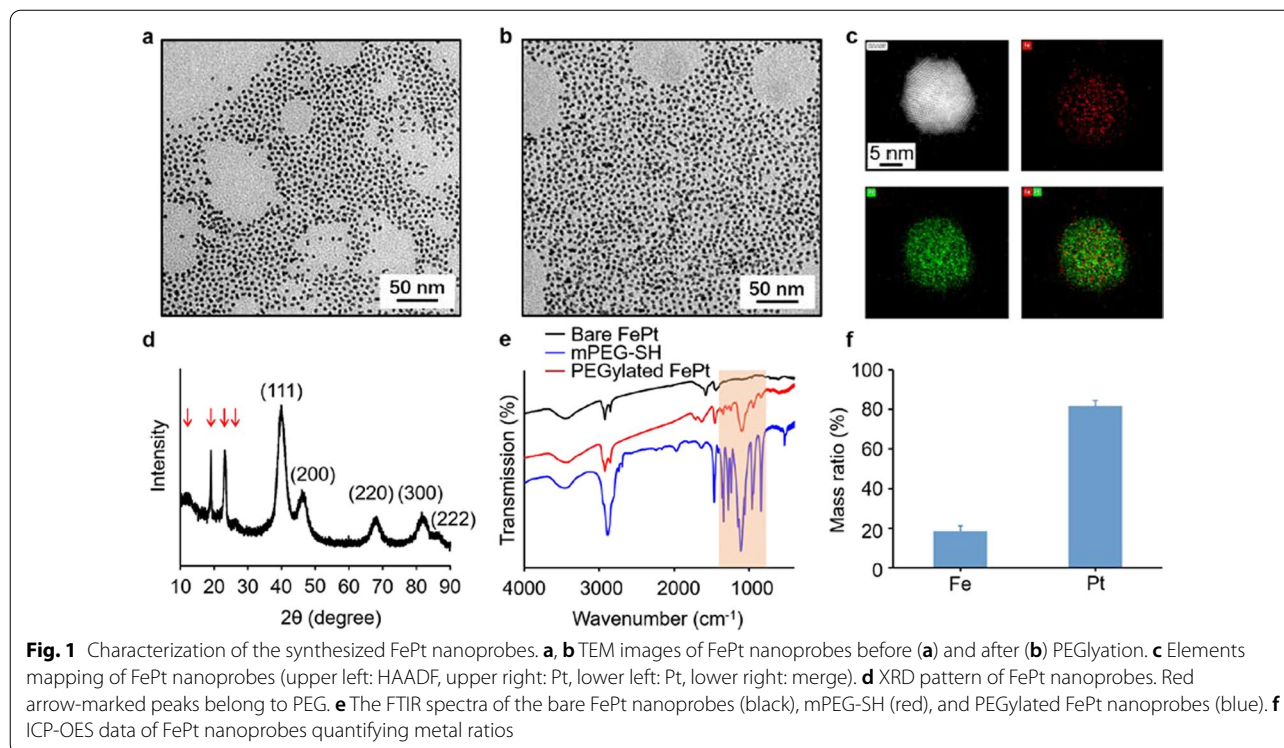 a
b
c
50 nm
50 nm
5 nm
Fe
d
Intensity
(111)
(200)
(220)
(300)
(222)
10 20 30 40 50 60 70 80 90
2θ (degree)
e
Bare FePt
mPEG-SH
PEGylated FePt
Transmission (%)
4000 3000 2000 1000
Wavenumber (cm⁻¹)
f
Mass ratio (%)
100
80
60
40
20
0
Fe Pt
Fig. 1 Characterization of the synthesized FePt nanoprobes. a, b TEM images of FePt nanoprobes before (a) and after (b) PEGlyation. c Elements
mapping of FePt nanoprobes (upper left: HAADF, upper right: Pt, lower left: Pt, lower right: merge). d XRD pattern of FePt nanoprobes. Red
arrow-marked peaks belong to PEG. e The FTIR spectra of the bare FePt nanoprobes (black), mPEG-SH (red), and PEGylated FePt nanoprobes (blue). f
ICP-OES data of FePt nanoprobes quantifying metal ratios